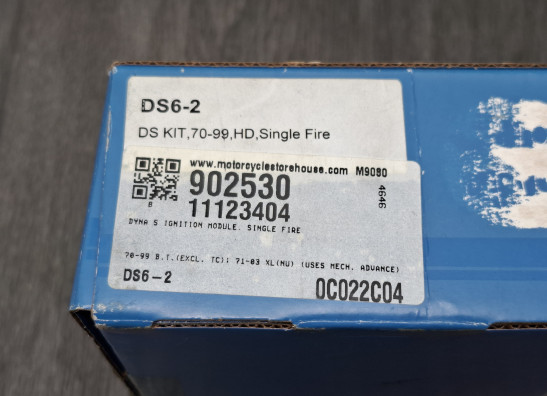 DS6-2
DS KIT,70-99,HD,Single Fire
www.motorcyclestorehouse.com M9080
902530
4646
11123404
B
DYNA S IGNITION MODULE. SINGLE FIRE
70-99 B.T.(EXCL. TC); 71-03 XL(NU) (USES MECH. ADVANCE)
DS6-2
0C022C04